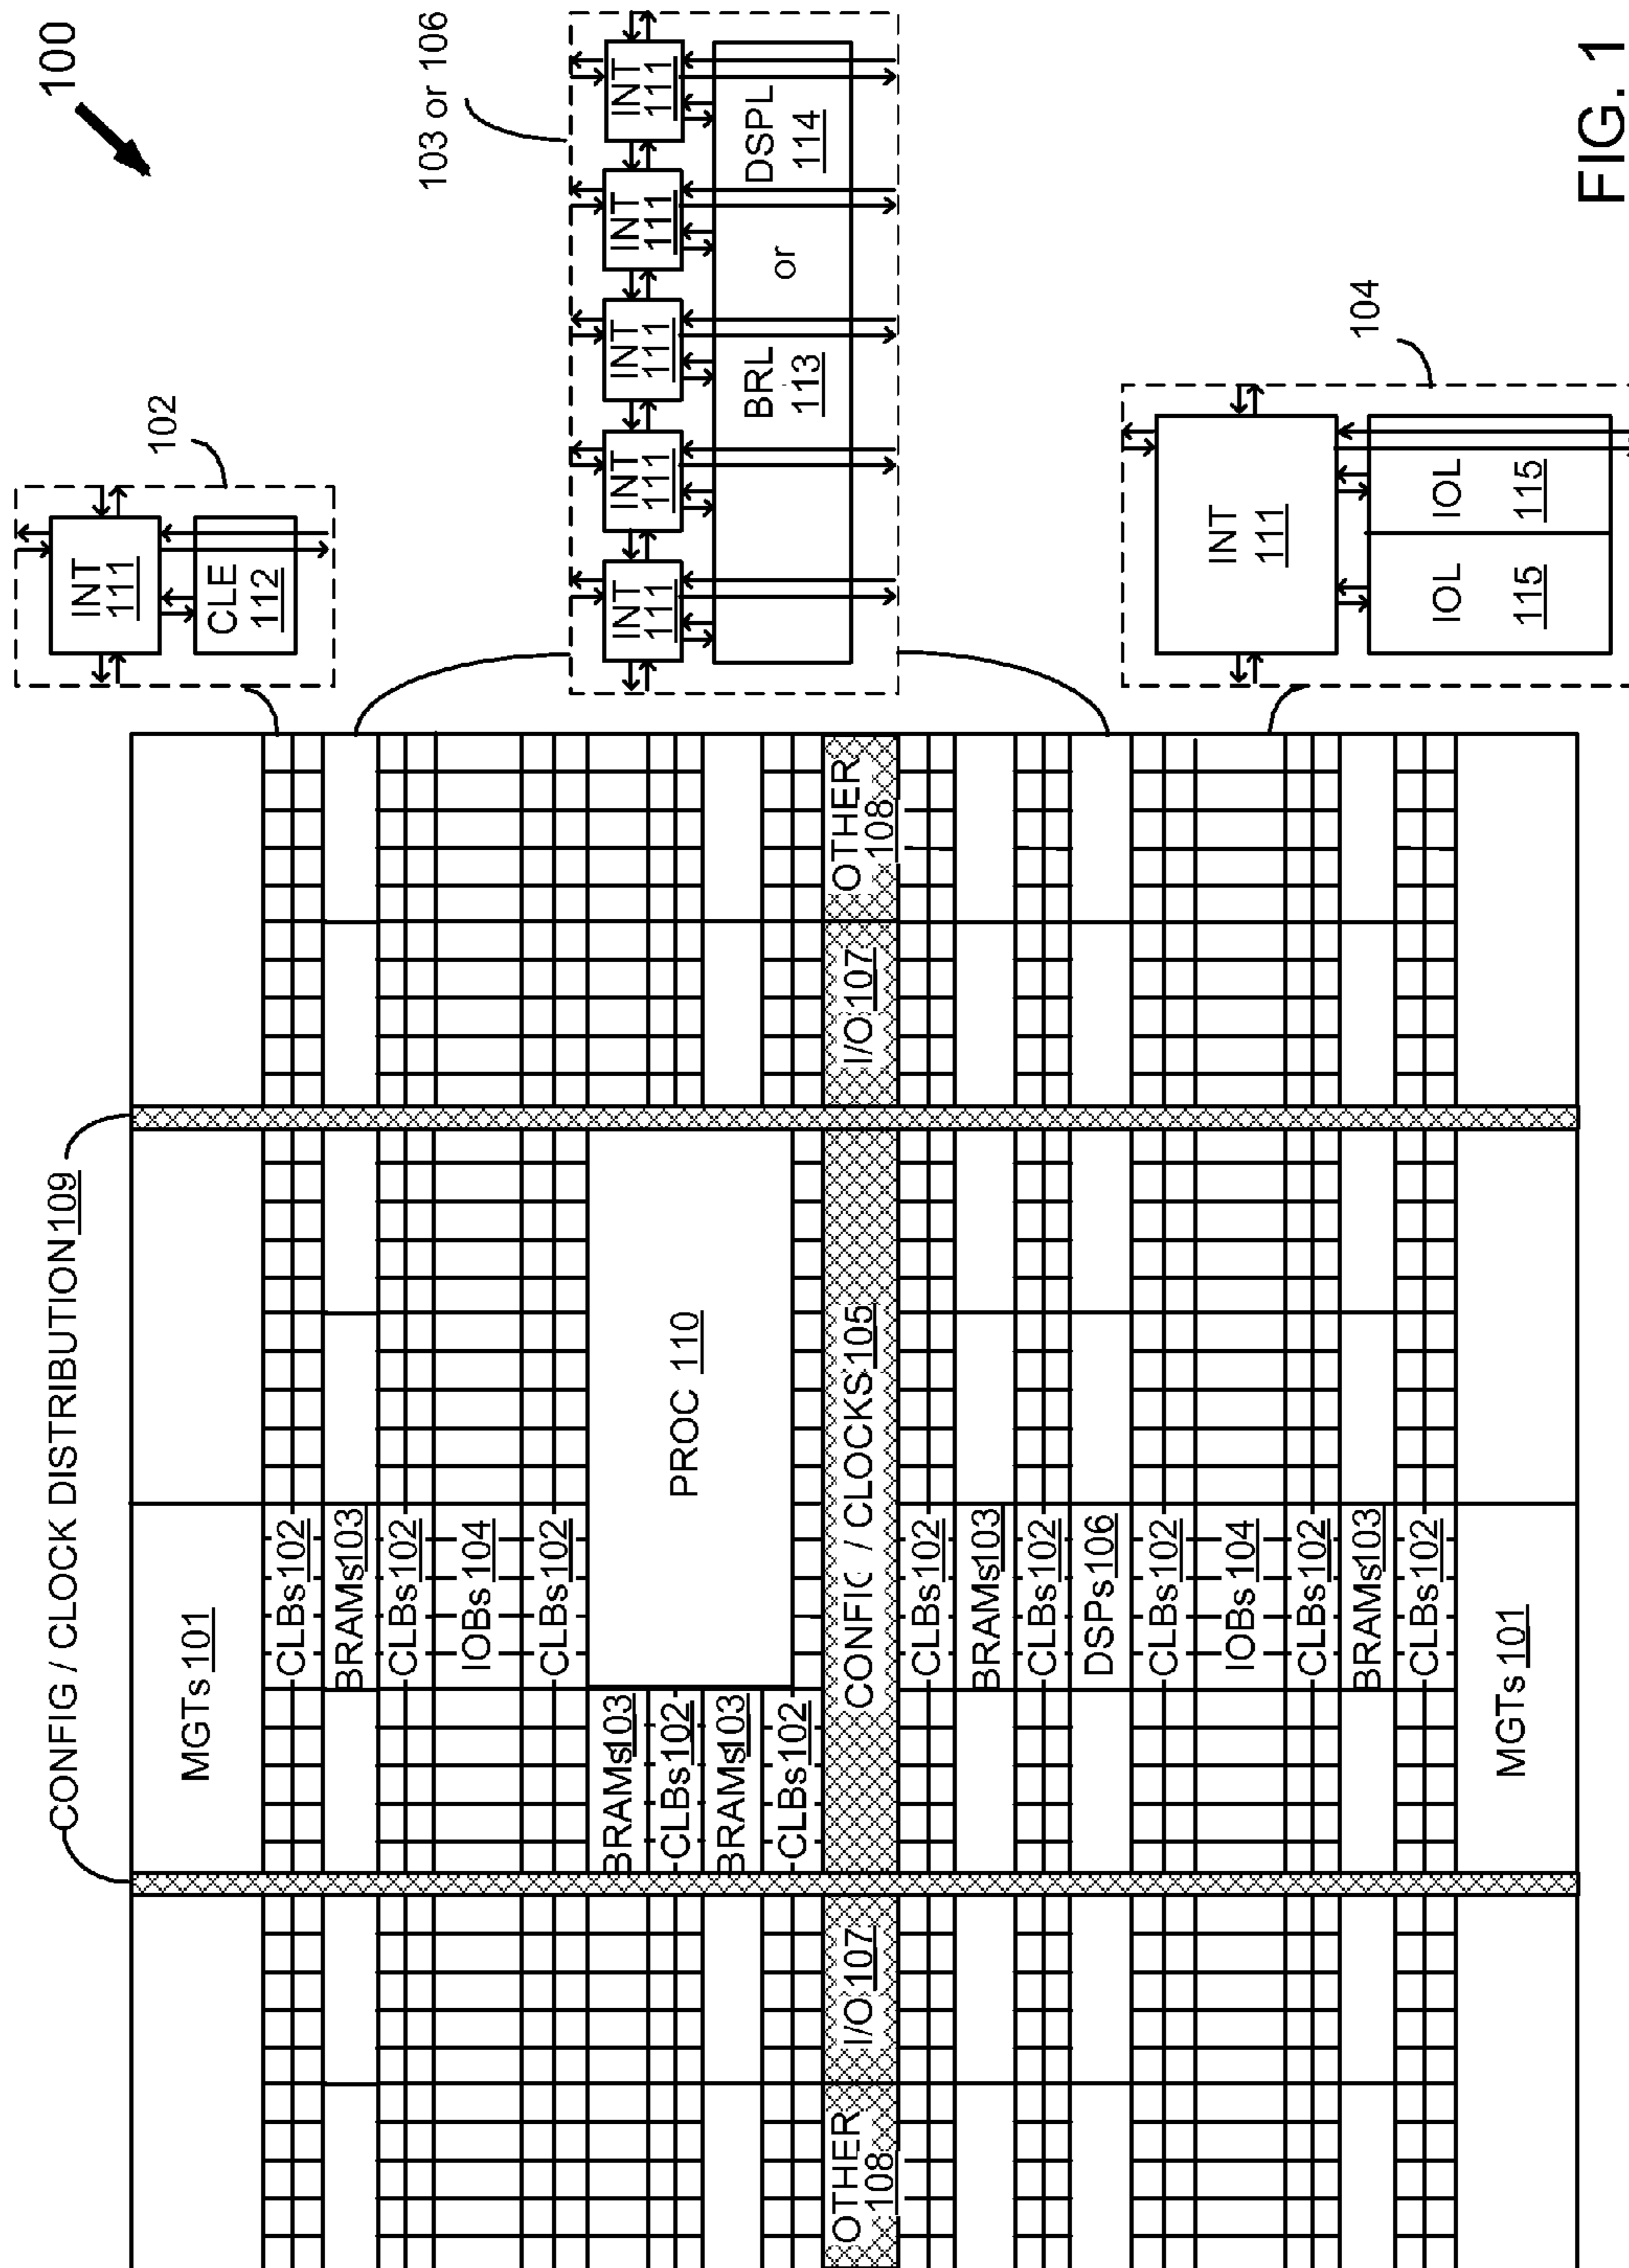 100
CONFIG / CLOCK DISTRIBUTION 109
MGTs 101
CLBs 102
BRAMs 103
CLBs 102
IOBs 104
CLBs 102
BRAMs 103
CLBs 102
BRAMs 103
CLBs 102
PROC 110
OTHER
108
I/O 107
CONFIG / CLOCKS 105
I/O 107
OTHER
108
CLBs 102
BRAMs 103
CLBs 102
DSPs 106
CLBs 102
IOBs 104
CLBs 102
BRAMs 103
CLBs 102
MGTs 101
102
INT
111
CLE
112
103 or 106
INT
111
INT
111
INT
111
INT
111
INT
111
BRL
113
or
DSPL
114
104
INT
111
IOL
115
IOL
115
FIG. 1